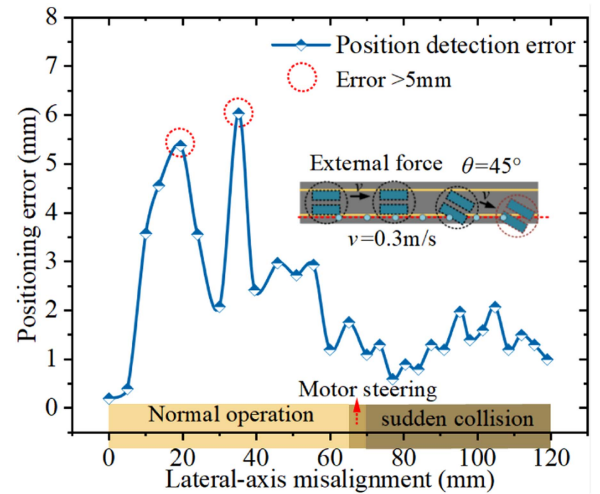 8
7
6
5
4
3
2
1
0
Positioning error (mm)
Position detection error
Error >5mm
External force
θ=45°
v
v
v=0.3m/s
Motor steering
Normal operation
sudden collision
0 20 40 60 80 100 120
Lateral-axis misalignment (mm)